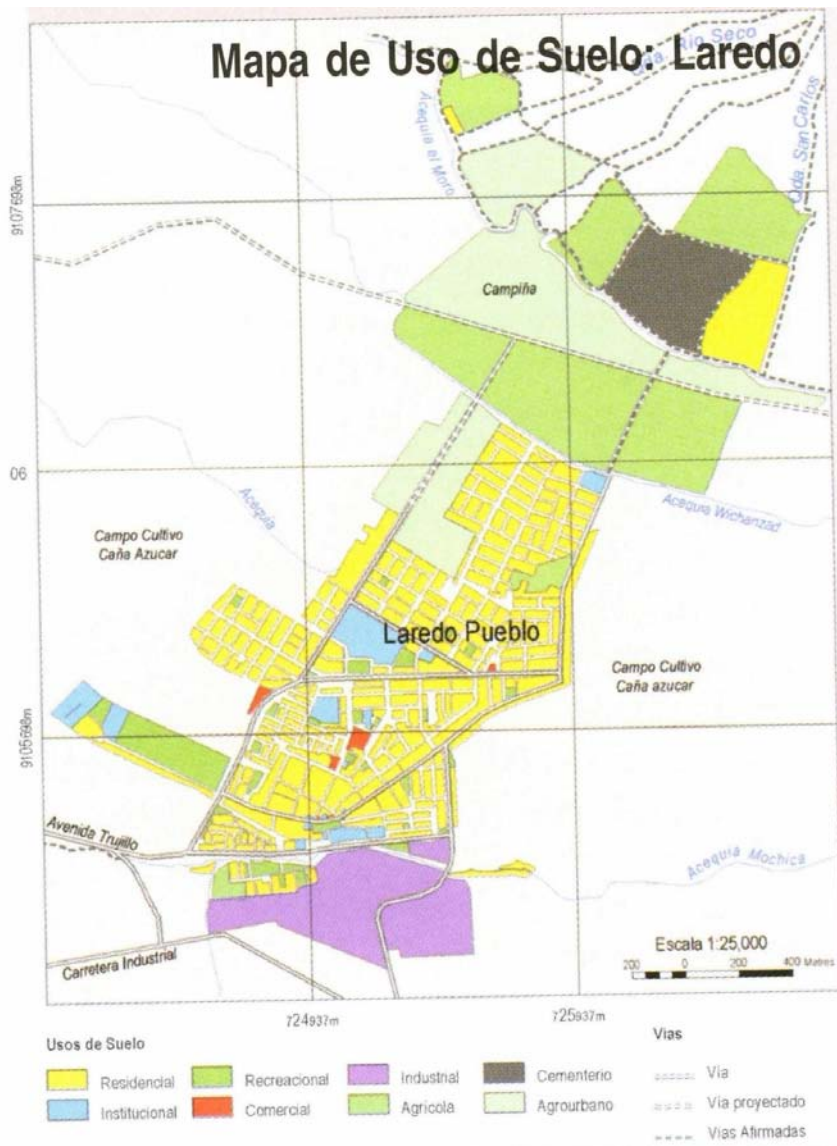 Mapa de Uso de Suelo: Laredo
Qda. Rio Seco
Acequia el Moro
Qda. San Carlos
9107698m
Campiña
06
Acequia
Acequia Wichanzad
Campo Cultivo
Caña Azucar
Laredo Pueblo
Campo Cultivo
Caña azucar
9105698m
Avenida Trujillo
Acequia Mochica
Carretera Industrial
Escala 1:25,000
200 0 200 400 Metres
724937m
725937m
Usos de Suelo
Vias
Residencial
Recreacional
Industrial
Cementerio
Via
Institucional
Comercial
Agricola
Agrourbano
Via proyectado
Vias Afirmadas